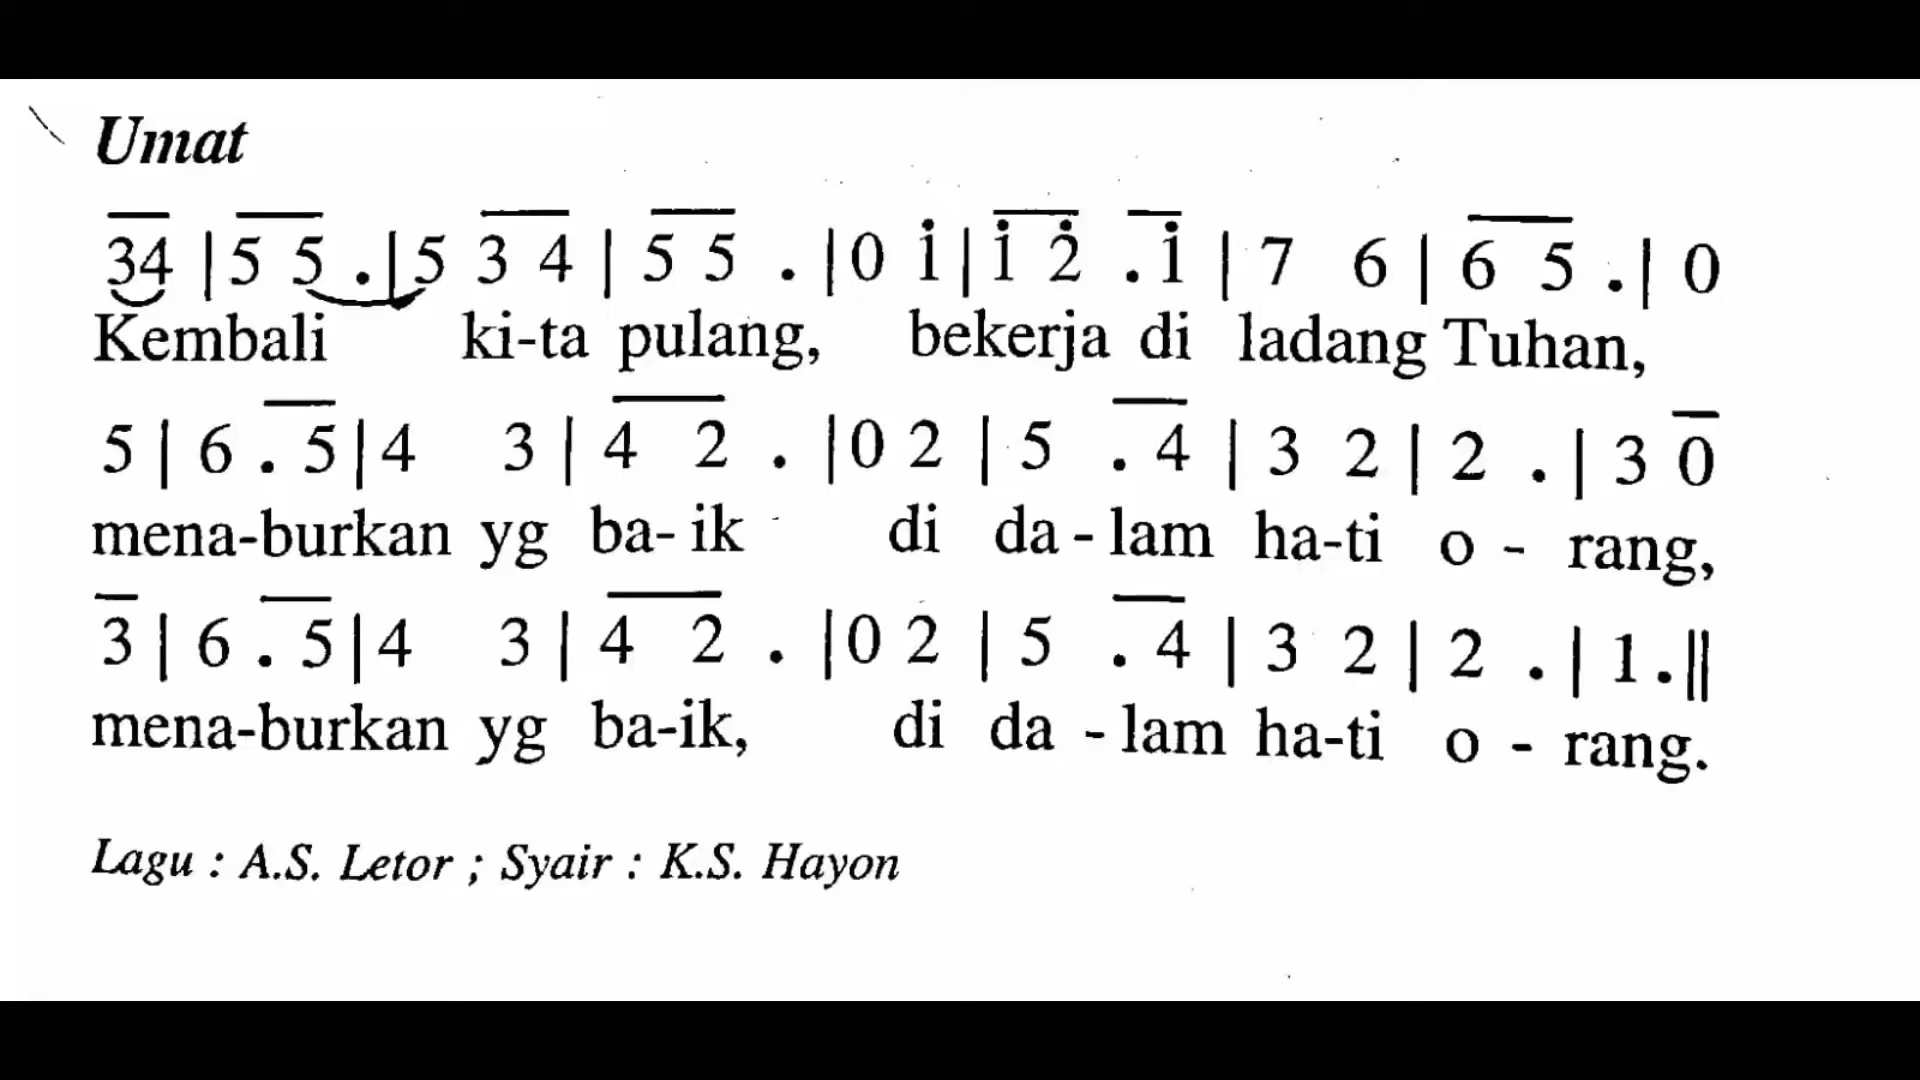 Umat
34 | 5 5 . | 5 3 4 | 5 5 . | 0 1̇ | 1̇ 2̇ . 1̇ | 7 6 | 6 5 . | 0
Kembali ki-ta pulang, bekerja di ladang Tuhan,
5 | 6 . 5 | 4 3 | 4 2 . | 0 2 | 5 . 4 | 3 2 | 2 . | 3 0
mena-burkan yg ba- ik di da - lam ha-ti o - rang,
3 | 6 . 5 | 4 3 | 4 2 . | 0 2 | 5 . 4 | 3 2 | 2 . | 1 . ||
mena-burkan yg ba-ik, di da - lam ha-ti o - rang.
Lagu : A.S. Letor ; Syair : K.S. Hayon